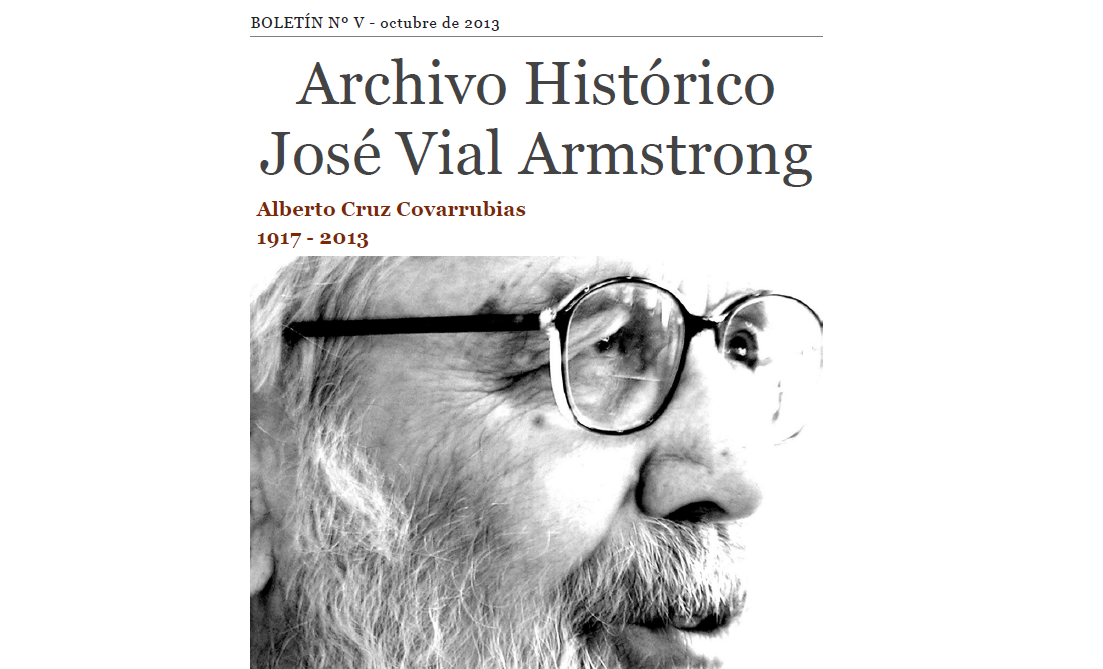 BOLETÍN Nº V - octubre de 2013
Archivo Histórico
José Vial Armstrong
Alberto Cruz Covarrubias
1917 - 2013